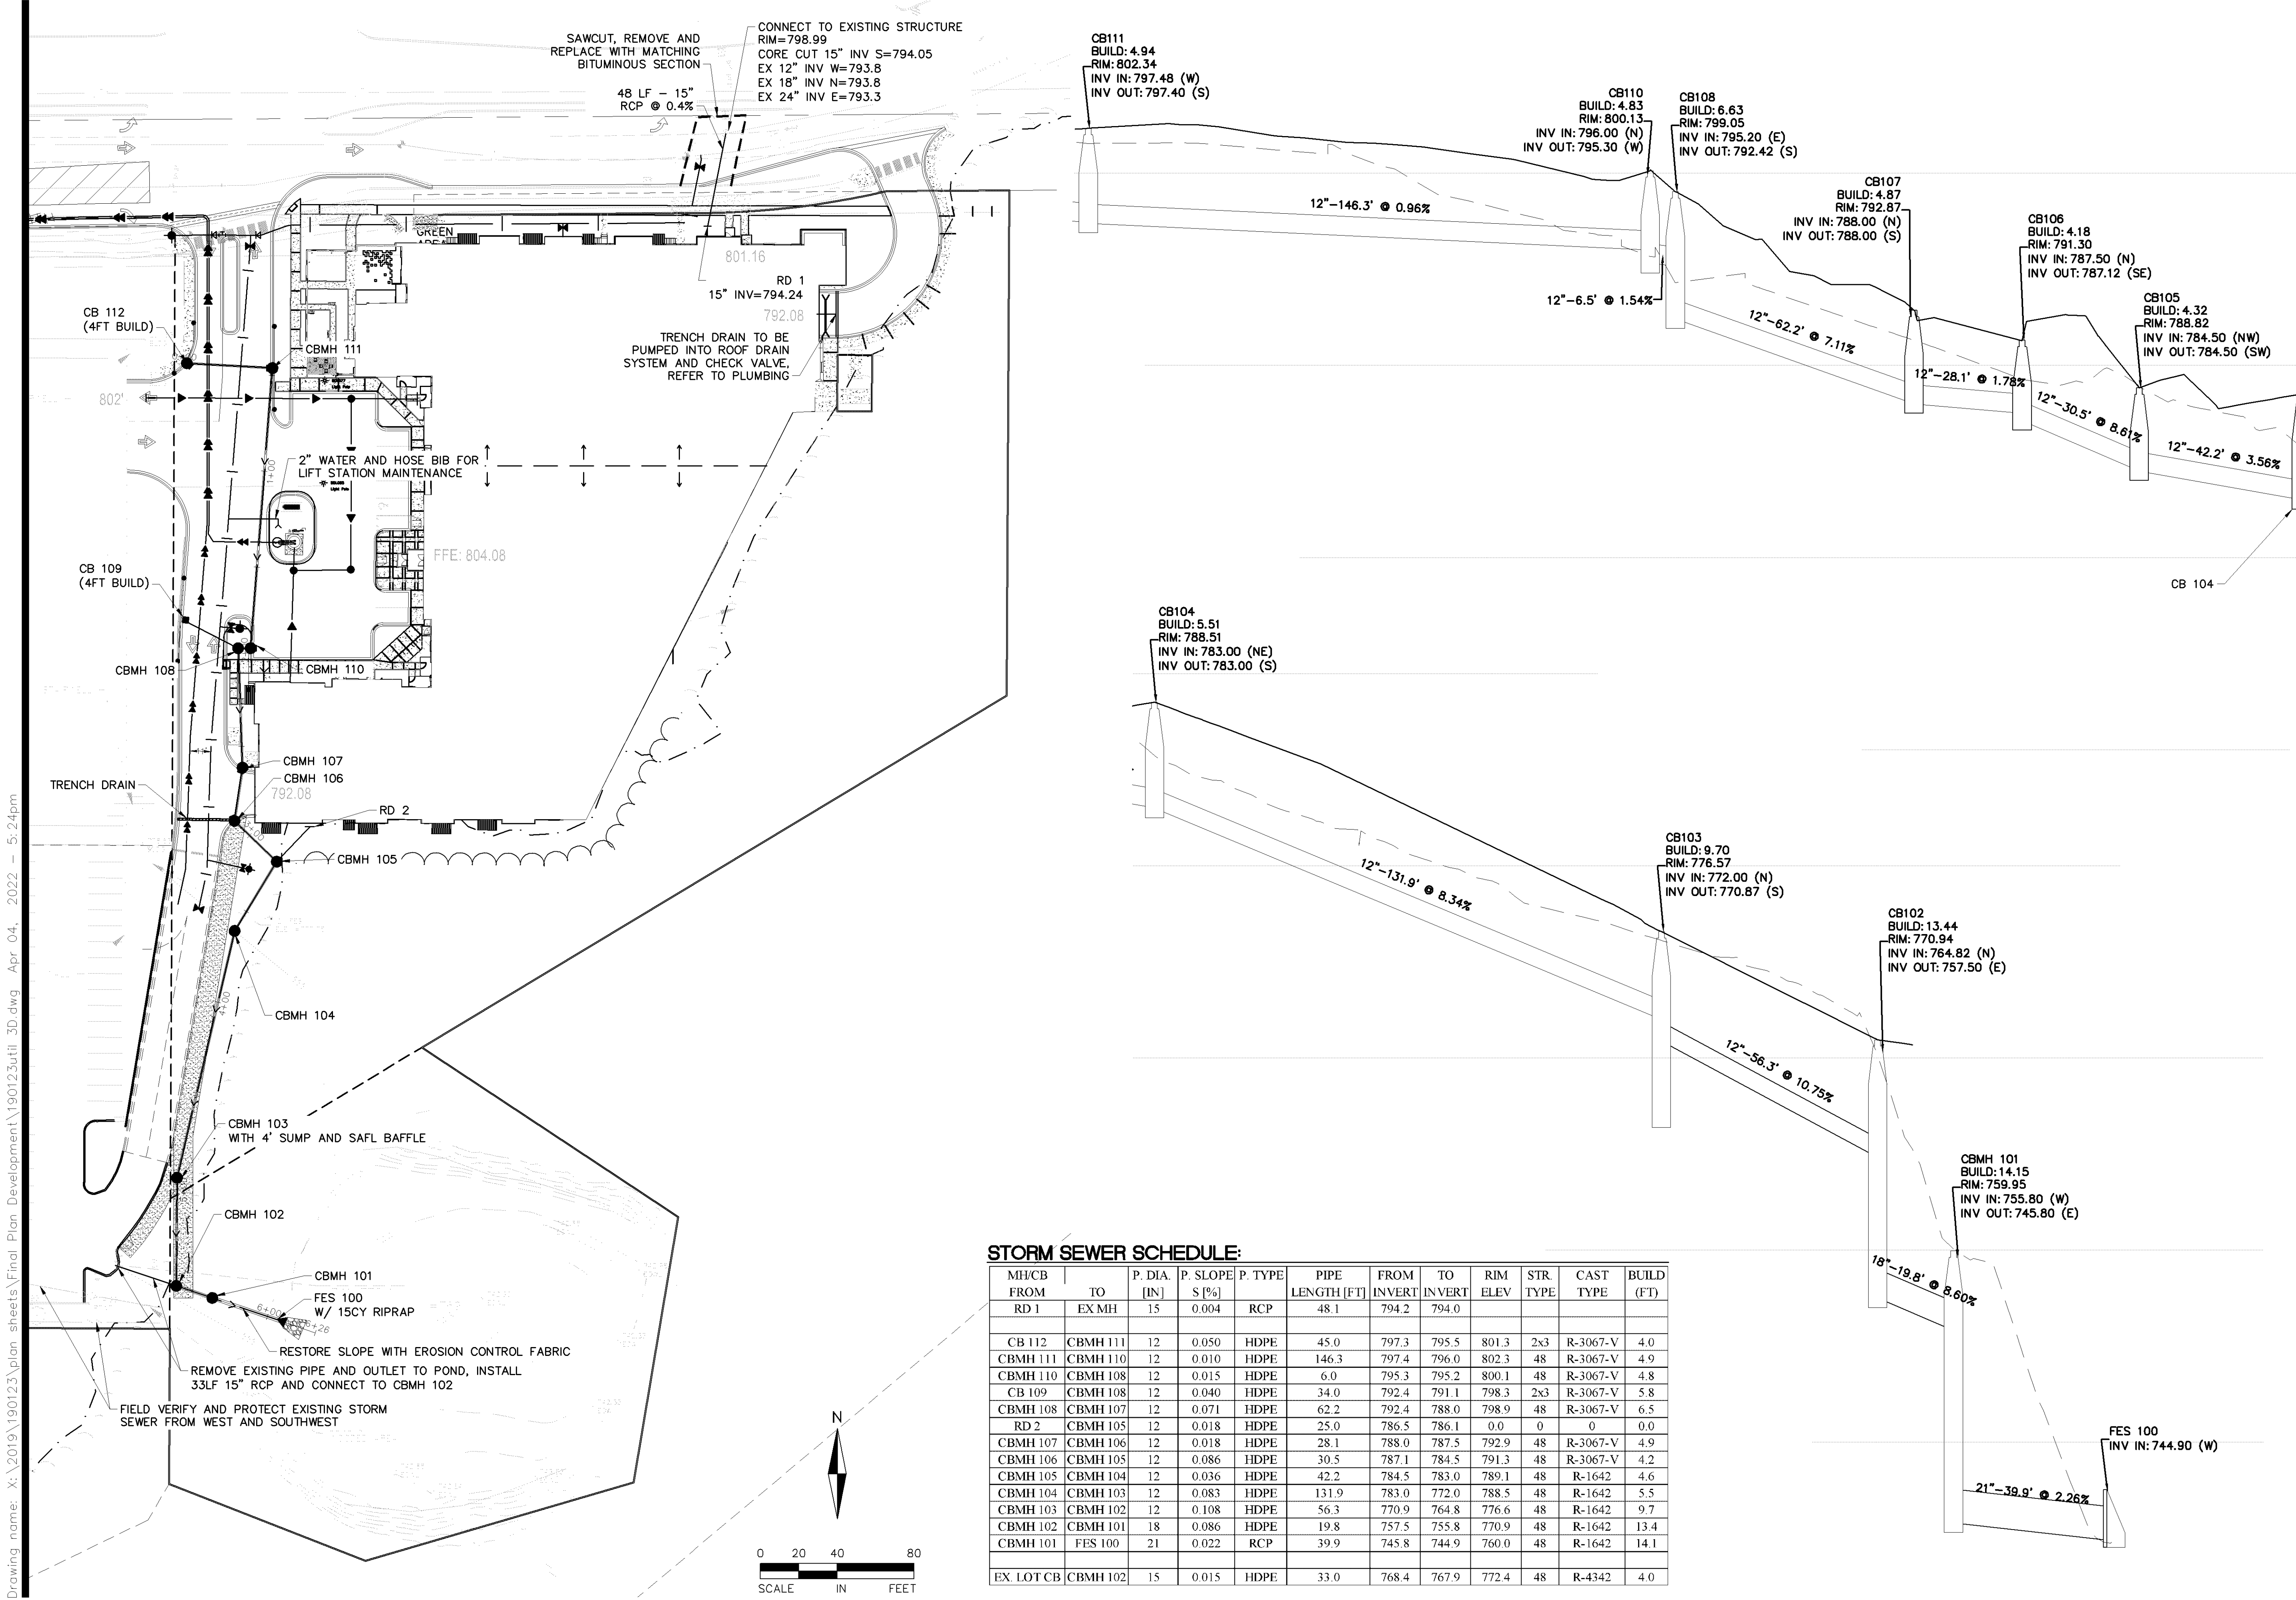 SAWCUT, REMOVE AND
REPLACE WITH MATCHING
BITUMINOUS SECTION
48 LF - 15"
RCP @ 0.4%
CONNECT TO EXISTING STRUCTURE
RIM=798.99
CORE CUT 15" INV S=794.05
EX 12" INV W=793.8
EX 18" INV N=793.8
EX 24" INV E=793.3
GREEN
AREA
801.16
RD 1
15" INV=794.24
792.08
TRENCH DRAIN TO BE
PUMPED INTO ROOF DRAIN
SYSTEM AND CHECK VALVE,
REFER TO PLUMBING
CB 112
(4FT BUILD)
CBMH 111
802'
1+00
2" WATER AND HOSE BIB FOR
LIFT STATION MAINTENANCE
FFE: 804.08
CB 109
(4FT BUILD)
CBMH 108
CBMH 110
CBMH 107
CBMH 106
792.08
TRENCH DRAIN
RD 2
CBMH 105
4+00
CBMH 104
CBMH 103
WITH 4' SUMP AND SAFL BAFFLE
CBMH 102
CBMH 101
FES 100
W/ 15CY RIPRAP
6+00
6+26
RESTORE SLOPE WITH EROSION CONTROL FABRIC
REMOVE EXISTING PIPE AND OUTLET TO POND, INSTALL
33LF 15" RCP AND CONNECT TO CBMH 102
FIELD VERIFY AND PROTECT EXISTING STORM
SEWER FROM WEST AND SOUTHWEST
N
0 20 40 80
SCALE IN FEET
Drawing name: X:\2019\190123\plan sheets\Final Plan Development\190123util 3D.dwg Apr 04, 2022 - 5:24pm
CB111
BUILD: 4.94
RIM: 802.34
INV IN: 797.48 (W)
INV OUT: 797.40 (S)
12"-146.3' @ 0.96%
CB110
BUILD: 4.83
RIM: 800.13
INV IN: 796.00 (N)
INV OUT: 795.30 (W)
CB108
BUILD: 6.63
RIM: 799.05
INV IN: 795.20 (E)
INV OUT: 792.42 (S)
12"-6.5' @ 1.54%
12"-62.2' @ 7.11%
CB107
BUILD: 4.87
RIM: 792.87
INV IN: 788.00 (N)
INV OUT: 788.00 (S)
12"-28.1' @ 1.78%
CB106
BUILD: 4.18
RIM: 791.30
INV IN: 787.50 (N)
INV OUT: 787.12 (SE)
12"-30.5' @ 8.61%
CB105
BUILD: 4.32
RIM: 788.82
INV IN: 784.50 (NW)
INV OUT: 784.50 (SW)
12"-42.2' @ 3.56%
CB 104
CB104
BUILD: 5.51
RIM: 788.51
INV IN: 783.00 (NE)
INV OUT: 783.00 (S)
12"-131.9' @ 8.34%
CB103
BUILD: 9.70
RIM: 776.57
INV IN: 772.00 (N)
INV OUT: 770.87 (S)
12"-56.3' @ 10.75%
CB102
BUILD: 13.44
RIM: 770.94
INV IN: 764.82 (N)
INV OUT: 757.50 (E)
18"-19.8' @ 8.60%
CBMH 101
BUILD: 14.15
RIM: 759.95
INV IN: 755.80 (W)
INV OUT: 745.80 (E)
21"-39.9' @ 2.26%
FES 100
INV IN: 744.90 (W)
STORM SEWER SCHEDULE:
MH/CB P. DIA. P. SLOPE P. TYPE PIPE FROM TO RIM STR. CAST BUILD
FROM TO [IN] S [%] LENGTH [FT] INVERT INVERT ELEV TYPE TYPE (FT)
RD 1 EX MH 15 0.004 RCP 48.1 794.2 794.0
CB 112 CBMH 111 12 0.050 HDPE 45.0 797.3 795.5 801.3 2x3 R-3067-V 4.0
CBMH 111 CBMH 110 12 0.010 HDPE 146.3 797.4 796.0 802.3 48 R-3067-V 4.9
CBMH 110 CBMH 108 12 0.015 HDPE 6.0 795.3 795.2 800.1 48 R-3067-V 4.8
CB 109 CBMH 108 12 0.040 HDPE 34.0 792.4 791.1 798.3 2x3 R-3067-V 5.8
CBMH 108 CBMH 107 12 0.071 HDPE 62.2 792.4 788.0 798.9 48 R-3067-V 6.5
RD 2 CBMH 105 12 0.018 HDPE 25.0 786.5 786.1 0.0 0 0 0.0
CBMH 107 CBMH 106 12 0.018 HDPE 28.1 788.0 787.5 792.9 48 R-3067-V 4.9
CBMH 106 CBMH 105 12 0.086 HDPE 30.5 787.1 784.5 791.3 48 R-3067-V 4.2
CBMH 105 CBMH 104 12 0.036 HDPE 42.2 784.5 783.0 789.1 48 R-1642 4.6
CBMH 104 CBMH 103 12 0.083 HDPE 131.9 783.0 772.0 788.5 48 R-1642 5.5
CBMH 103 CBMH 102 12 0.108 HDPE 56.3 770.9 764.8 776.6 48 R-1642 9.7
CBMH 102 CBMH 101 18 0.086 HDPE 19.8 757.5 755.8 770.9 48 R-1642 13.4
CBMH 101 FES 100 21 0.022 RCP 39.9 745.8 744.9 760.0 48 R-1642 14.1
EX. LOT CB CBMH 102 15 0.015 HDPE 33.0 768.4 767.9 772.4 48 R-4342 4.0